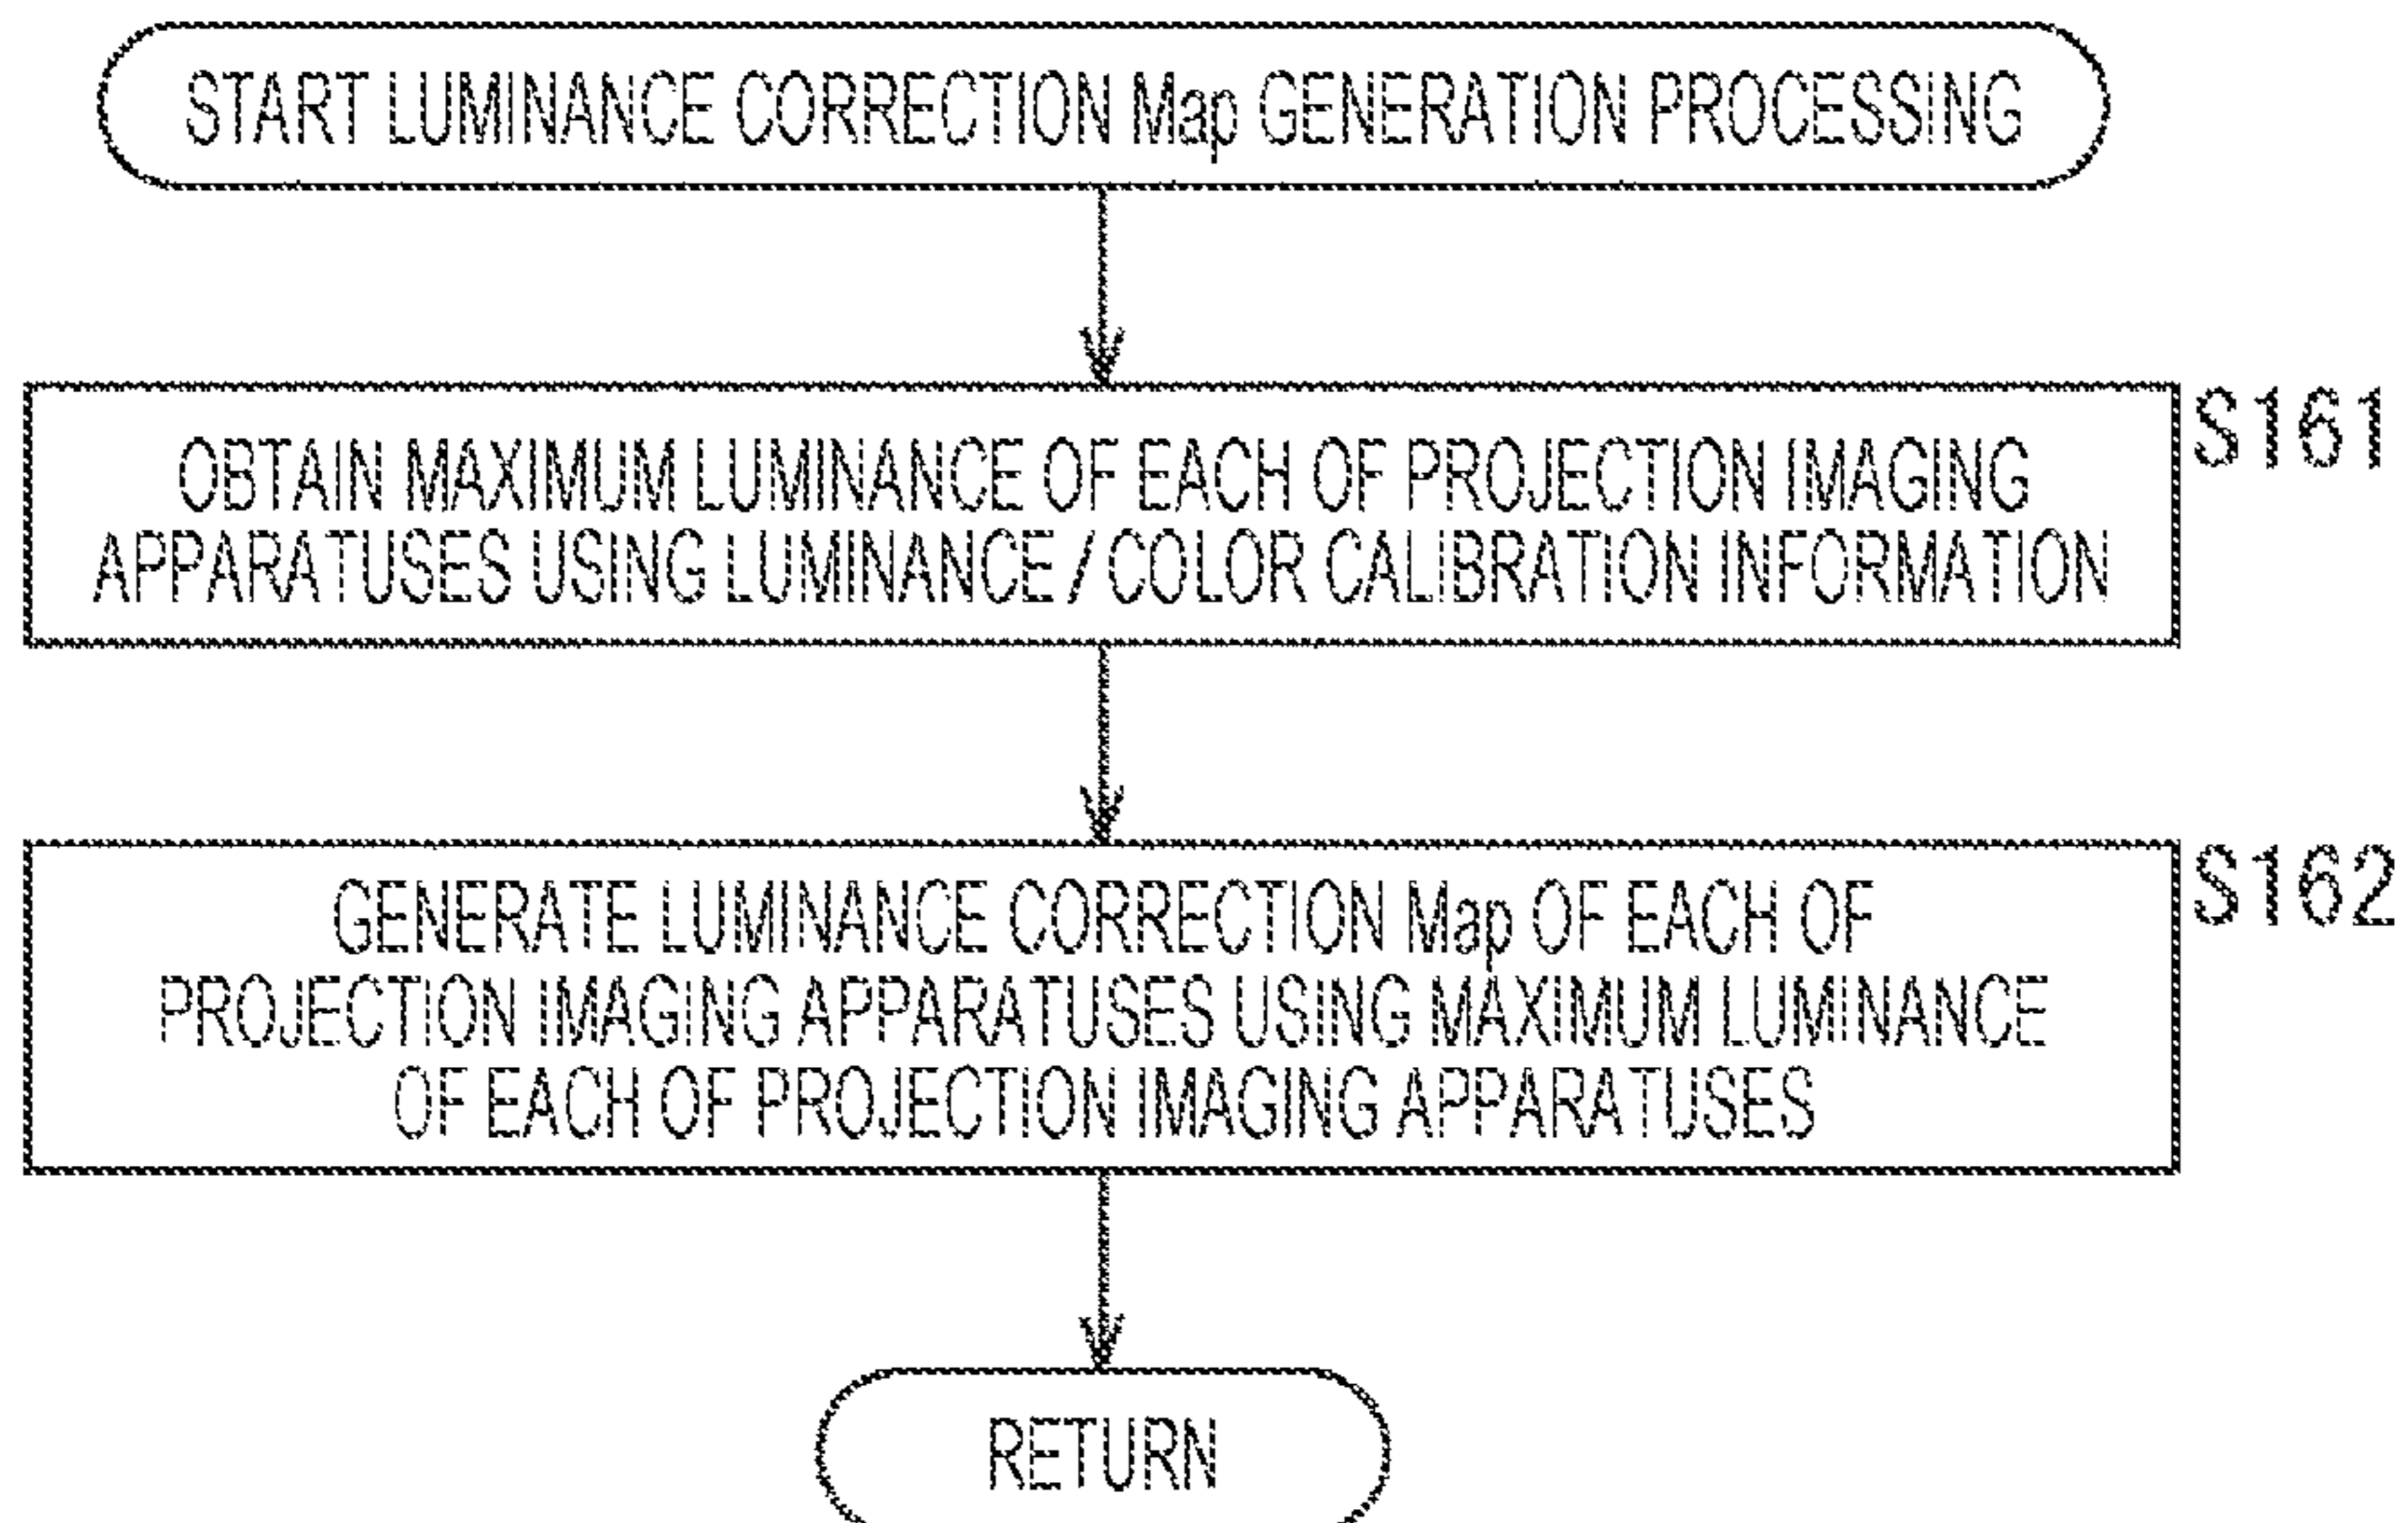 START LUMINANCE CORRECTION Map GENERATION PROCESSING
S161
OBTAIN MAXIMUM LUMINANCE OF EACH OF PROJECTION IMAGING
APPARATUSES USING LUMINANCE/COLOR CALIBRATION INFORMATION
S162
GENERATE LUMINANCE CORRECTION Map OF EACH OF
PROJECTION IMAGING APPARATUSES USING MAXIMUM LUMINANCE
OF EACH OF PROJECTION IMAGING APPARATUSES
RETURN